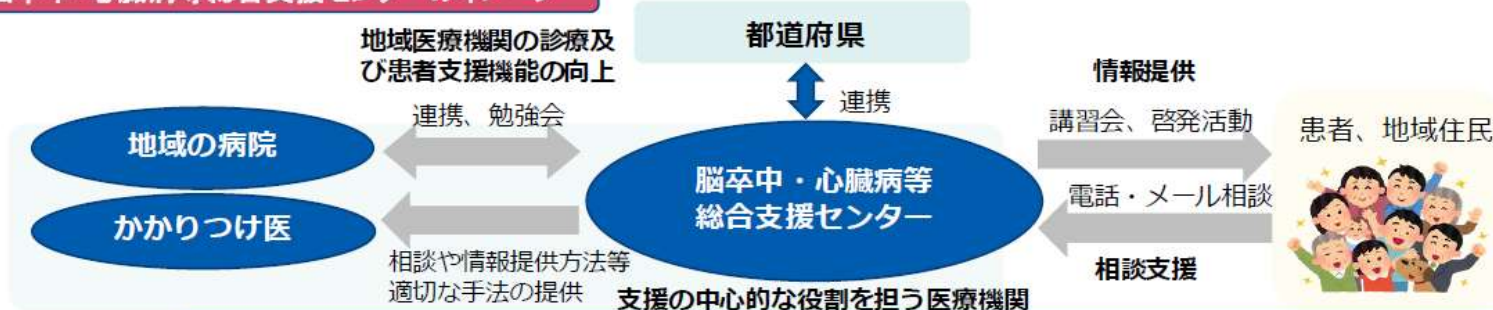 都道府県
連携
地域医療機関の診療及
び患者支援機能の向上
連携、勉強会
地域の病院
かかりつけ医
相談や情報提供方法等
適切な手法の提供
脳卒中・心臓病等
総合支援センター
支援の中心的な役割を担う医療機関
情報提供
講習会、啓発活動
電話・メール相談
相談支援
患者、地域住民